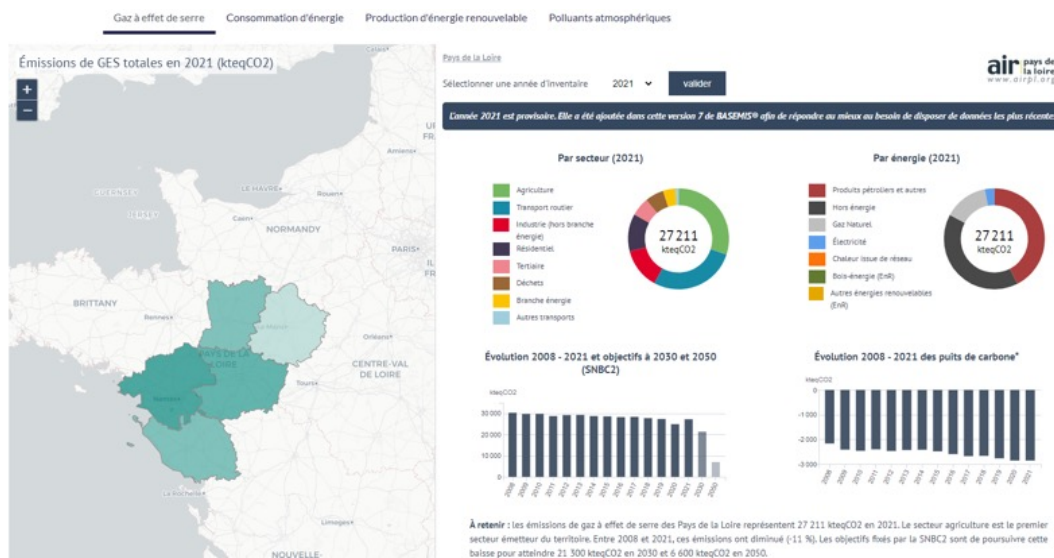 Gaz à effet de serre Consommation d'énergie Production d'énergie renouvelable Polluants atmosphériques
Émissions de GES totales en 2021 (kteqCO2)
+
−
Calais
Amiens
GUERNSEY
JERSEY
LE HAVRE
Rouen
Caen
NORMANDY
PARIS
BRITTANY
Rennes
Orléans
PAYS DE LA
LOIRE
CENTRE-VAL
DE LOIRE
Tours
Nantes
La Rochelle
Limoges
NOUVELLE-
Pays de la Loire
air pays de
la loire
www.airpl.org
Sélectionner une année d'inventaire 2021 valider
L'année 2021 est provisoire. Elle a été ajoutée dans cette version 7 de BASEMIS® afin de répondre au mieux au besoin de disposer de données les plus récentes.
Par secteur (2021)
Agriculture
Transport routier
Industrie (hors branche
énergie)
Résidentiel
Tertiaire
Déchets
Branche énergie
Autres transports
27 211
kteqCO2
Par énergie (2021)
Produits pétroliers et autres
Hors énergie
Gaz Naturel
Électricité
Chaleur issue de réseau
Bois-énergie (EnR)
Autres énergies renouvelables
(EnR)
27 211
kteqCO2
Évolution 2008 - 2021 et objectifs à 2030 et 2050
(SNBC2)
kteqCO2
30 000
20 000
10 000
0
2008 2009 2010 2011 2012 2013 2014 2015 2016 2017 2018 2019 2020 2021 2030 2050
Évolution 2008 - 2021 des puits de carbone*
kteqCO2
0
-1 000
-2 000
-3 000
2008 2009 2010 2011 2012 2013 2014 2015 2016 2017 2018 2019 2020 2021
À retenir : les émissions de gaz à effet de serre des Pays de la Loire représentent 27 211 kteqCO2 en 2021. Le secteur agriculture est le premier
secteur émetteur du territoire. Entre 2008 et 2021, ces émissions ont diminué (-11 %). Les objectifs fixés par la SNBC2 sont de poursuivre cette
baisse pour atteindre 21 300 kteqCO2 en 2030 et 6 600 kteqCO2 en 2050.